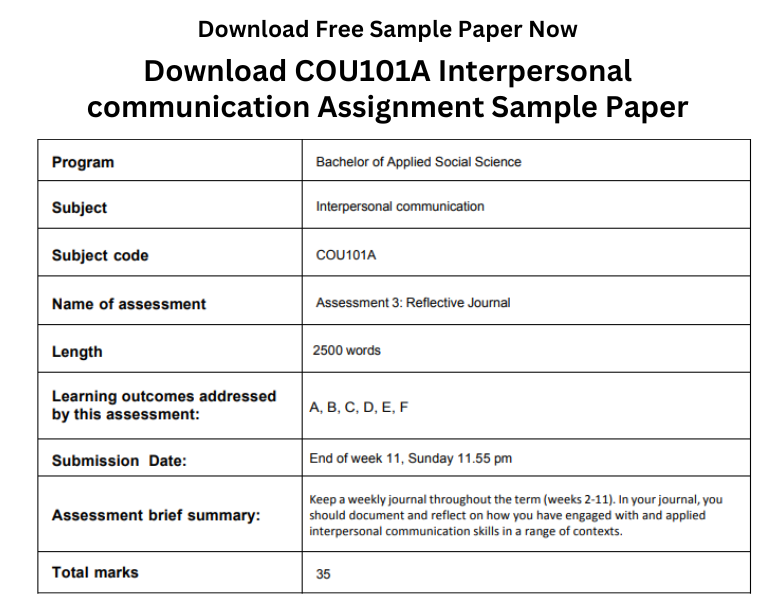 Download Free Sample Paper Now
Download COU101A Interpersonal
communication Assignment Sample Paper
Program
Bachelor of Applied Social Science
Subject
Interpersonal communication
Subject code
COU101A
Name of assessment
Assessment 3: Reflective Journal
Length
2500 words
Learning outcomes addressed
by this assessment:
A, B, C, D, E, F
Submission Date:
End of week 11, Sunday 11.55 pm
Assessment brief summary:
Keep a weekly journal throughout the term (weeks 2-11). In your journal, you
should document and reflect on how you have engaged with and applied
interpersonal communication skills in a range of contexts.
Total marks
35